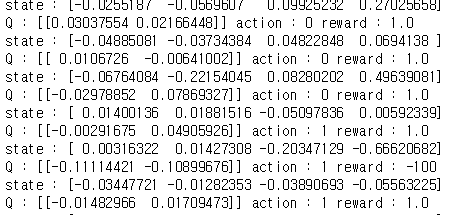 state : [-0.0255187  -0.0569607   0.09925232  0.27025658]
Q : [[0.03037554 0.02166448]] action : 0 reward : 1.0
state : [-0.04885081 -0.03734384  0.04822848  0.0694138 ]
Q : [[ 0.0106726  -0.00641002]] action : 0 reward : 1.0
state : [-0.06764084 -0.22154045  0.08280202  0.49639081]
Q : [[-0.02978852  0.07869327]] action : 0 reward : 1.0
state : [ 0.01400136  0.01881516 -0.05097836  0.00592339]
Q : [[-0.00291675  0.04905926]] action : 1 reward : 1.0
state : [ 0.00316322  0.01427308 -0.20347129 -0.66620682]
Q : [[-0.11114421 -0.10899676]] action : 1 reward : -100
state : [-0.03447721 -0.01282353 -0.03890693 -0.05563225]
Q : [[-0.01482966  0.01709473]] action : 1 reward : 1.0